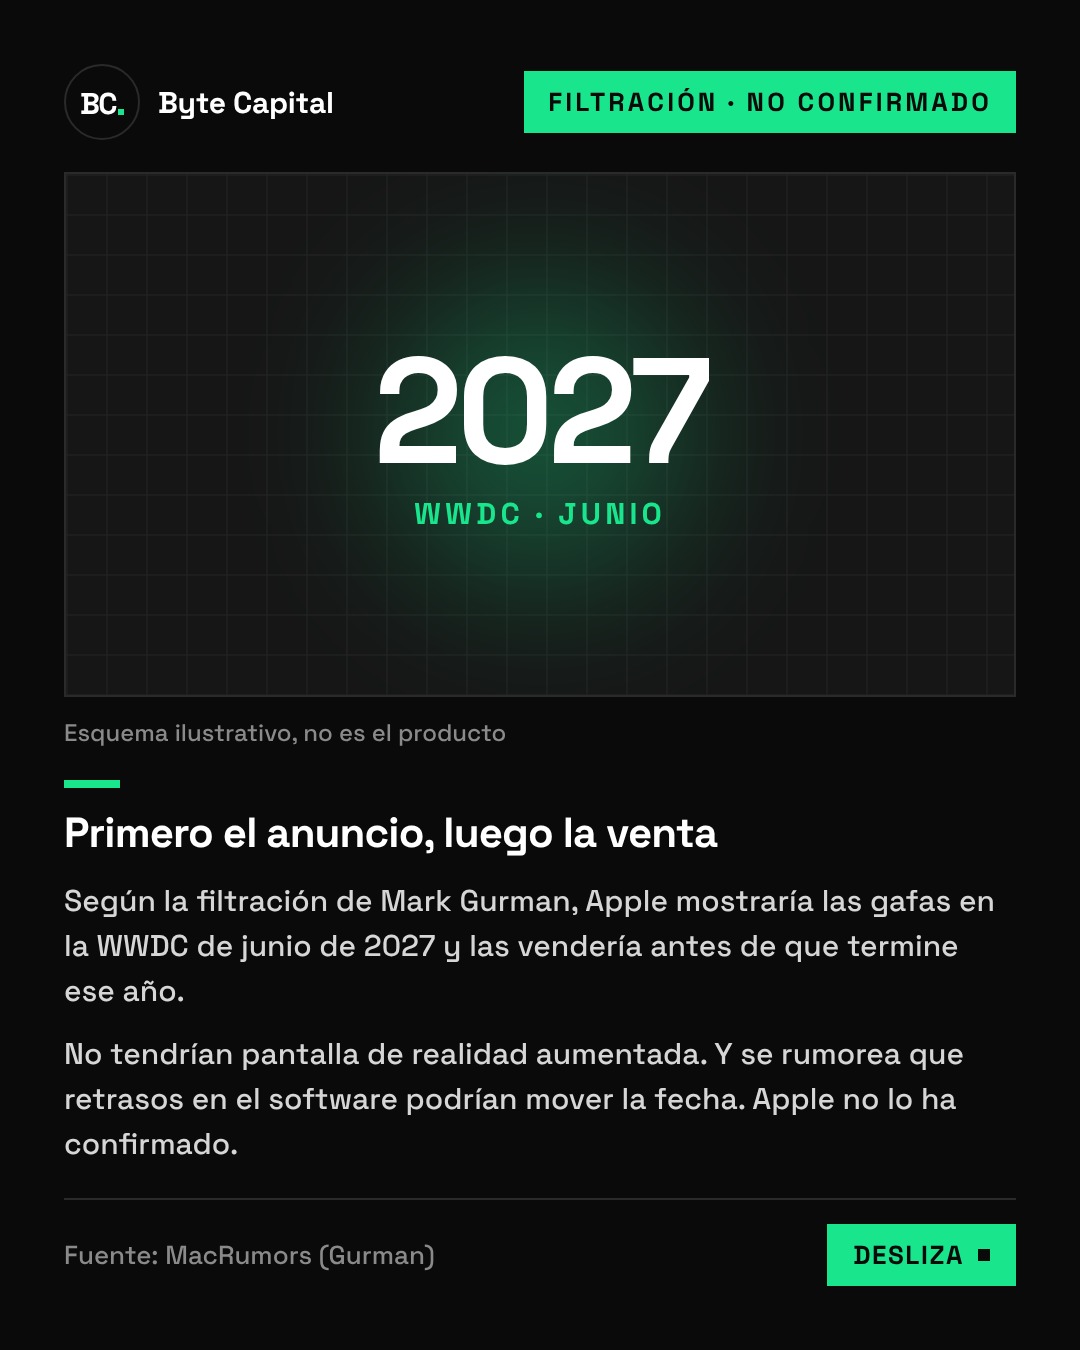 BC.
Byte Capital
FILTRACIÓN · NO CONFIRMADO
2027
WWDC · JUNIO
Esquema ilustrativo, no es el producto
Primero el anuncio, luego la venta
Según la filtración de Mark Gurman, Apple mostraría las gafas en
la WWDC de junio de 2027 y las vendería antes de que termine
ese año.
No tendrían pantalla de realidad aumentada. Y se rumorea que
retrasos en el software podrían mover la fecha. Apple no lo ha
confirmado.
Fuente: MacRumors (Gurman)
DESLIZA